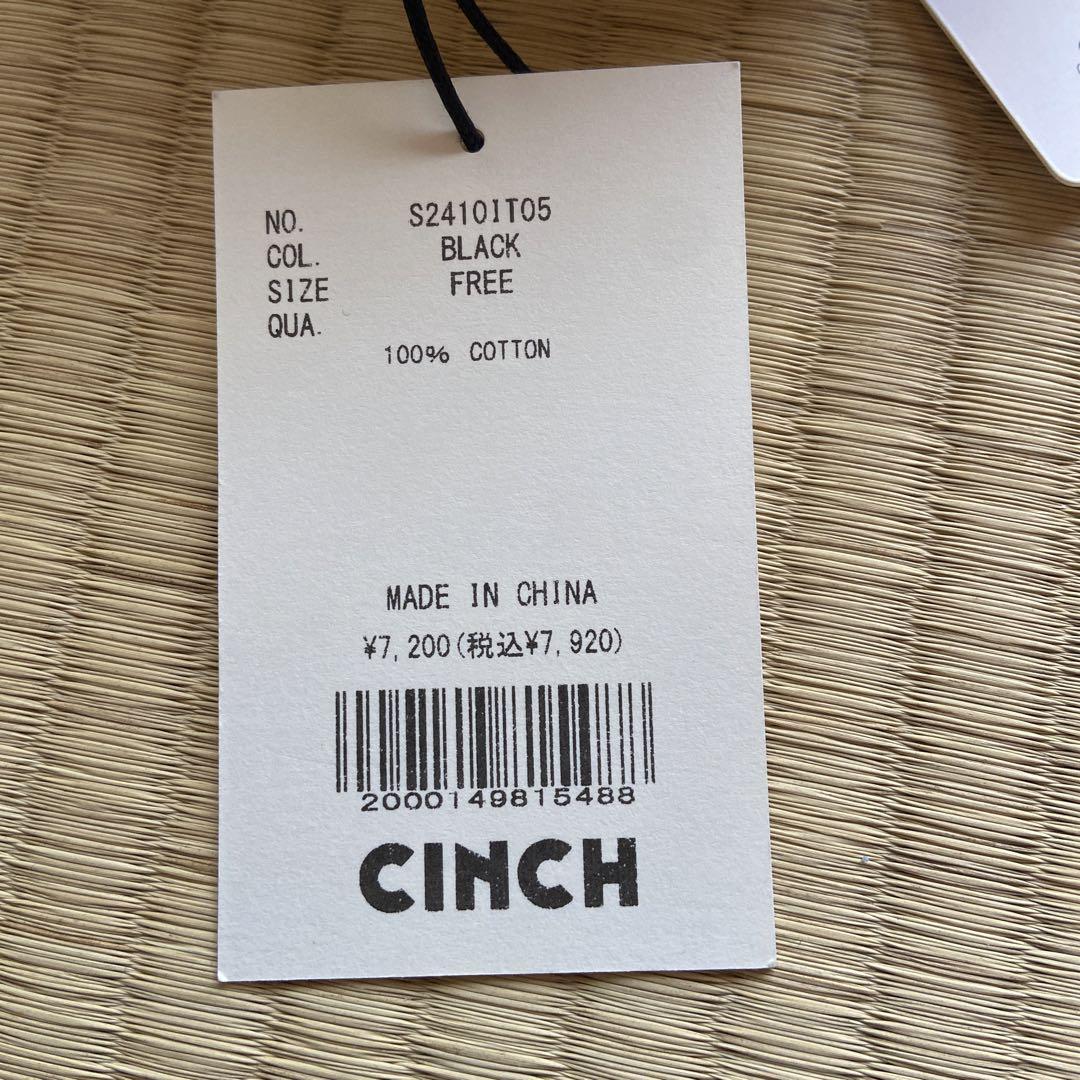 NO. S24101T05
COL. BLACK
SIZE FREE
QUA.
100% COTTON
MADE IN CHINA
¥7,200(税込¥7,920)
2000149815488
CINCH